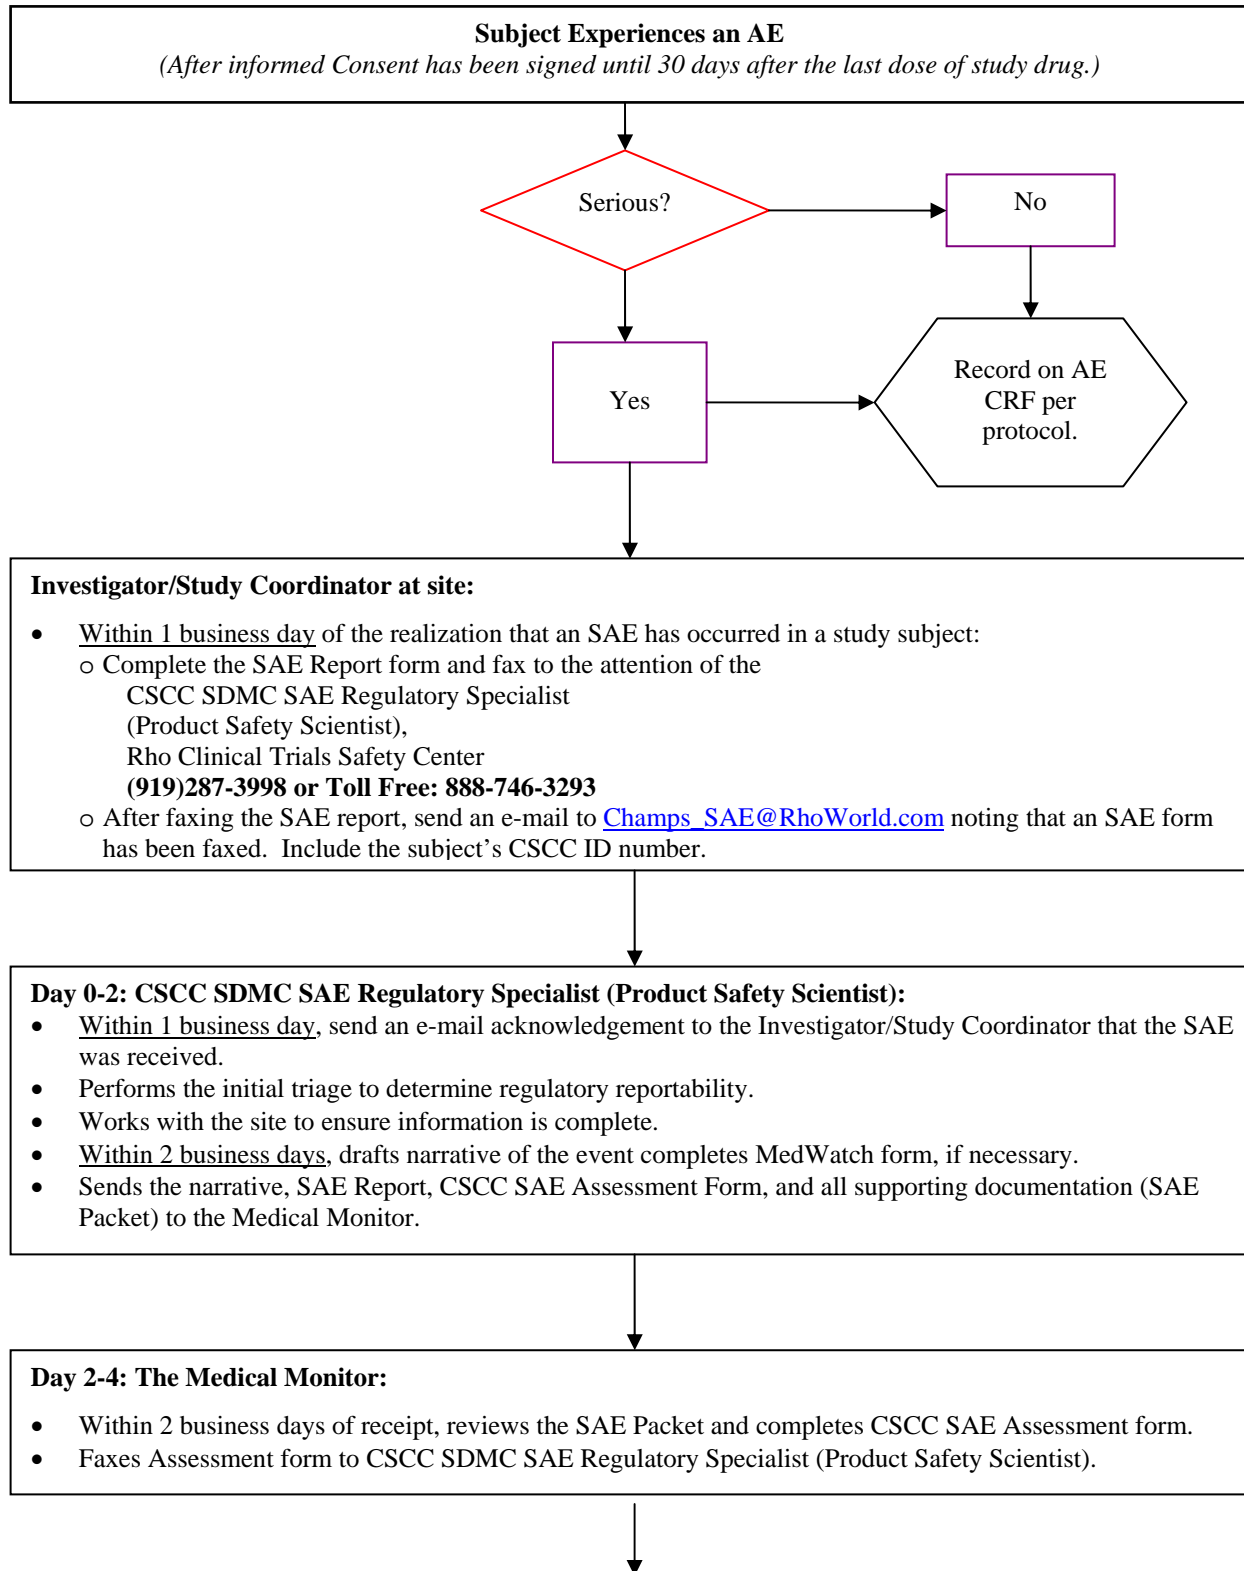 Subject Experiences an AE
(After informed Consent has been signed until 30 days after the last dose of study drug.)
Serious?
No
Yes
Record on AE
CRF per
protocol.
Investigator/Study Coordinator at site:
• Within 1 business day of the realization that an SAE has occurred in a study subject:
o Complete the SAE Report form and fax to the attention of the
CSCC SDMC SAE Regulatory Specialist
(Product Safety Scientist),
Rho Clinical Trials Safety Center
(919)287-3998 or Toll Free: 888-746-3293
o After faxing the SAE report, send an e-mail to Champs_SAE@RhoWorld.com noting that an SAE form
has been faxed.  Include the subject’s CSCC ID number.
Day 0-2: CSCC SDMC SAE Regulatory Specialist (Product Safety Scientist):
• Within 1 business day, send an e-mail acknowledgement to the Investigator/Study Coordinator that the SAE
was received.
• Performs the initial triage to determine regulatory reportability.
• Works with the site to ensure information is complete.
• Within 2 business days, drafts narrative of the event completes MedWatch form, if necessary.
• Sends the narrative, SAE Report, CSCC SAE Assessment Form, and all supporting documentation (SAE
Packet) to the Medical Monitor.
Day 2-4: The Medical Monitor:
• Within 2 business days of receipt, reviews the SAE Packet and completes CSCC SAE Assessment form.
• Faxes Assessment form to CSCC SDMC SAE Regulatory Specialist (Product Safety Scientist).